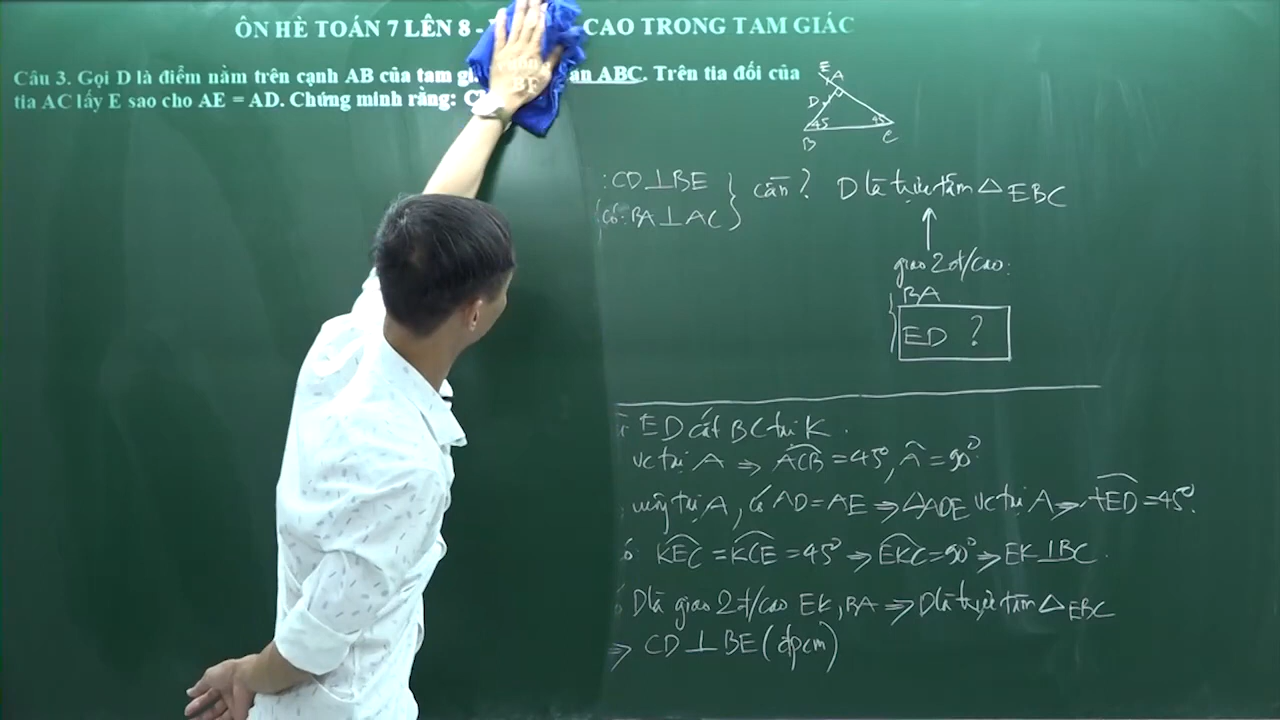 ÔN HÈ TOÁN 7 LÊN 8 - CAO TRONG TAM GIÁC
Câu 3. Gọi D là điểm nằm trên cạnh AB của tam ABC. Trên tia đối của
tia AC lấy E sao cho AE = AD. Chứng minh rằng:
E A
D
45 45
B C
: CD ⊥ BE
có: BA ⊥ AC } cần? D là trực tâm △EBC
↑
giao 2 đ/cao:
{ BA
ED ?
ED cắt BC tại K.
vc tại A ⇒ ACB = 45°, A = 90°
vuông tại A, có AD = AE ⇒ △ADE vc tại A ⇒ AED = 45°.
KEC = KCE = 45° ⇒ EKC = 90° ⇒ EK ⊥ BC.
D là giao 2 đ/cao EK, BA ⇒ D là trực tâm △EBC
⇒ CD ⊥ BE (đpcm)